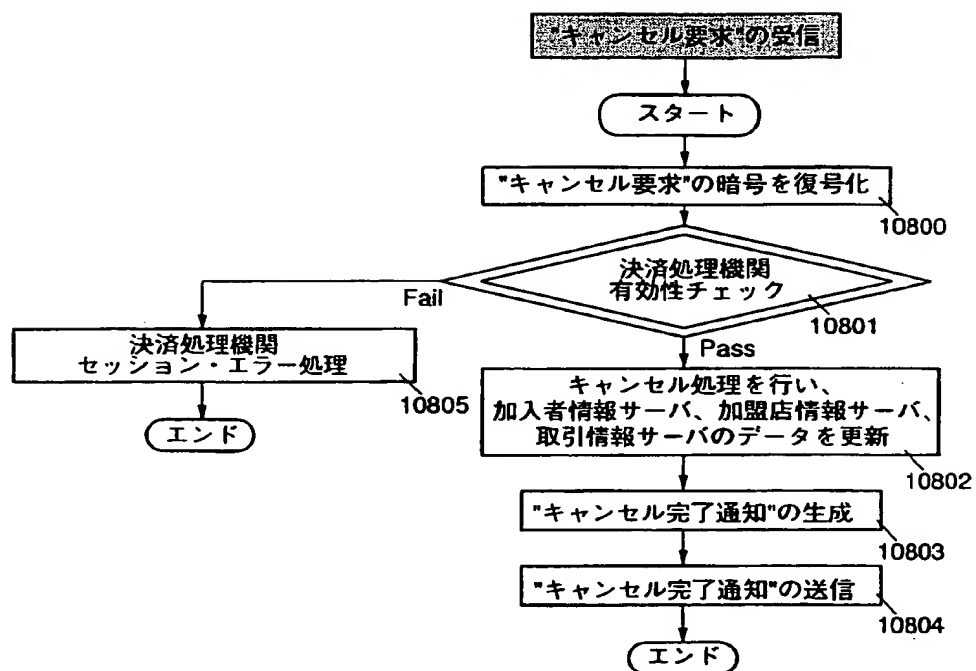 "キャンセル要求"の受信
スタート
"キャンセル要求"の暗号を復号化
10800
決済処理機関
有効性チェック
10801
Fail
Pass
決済処理機関
セッション・エラー処理
10805
エンド
キャンセル処理を行い、
加入者情報サーバ、加盟店情報サーバ、
取引情報サーバのデータを更新
10802
"キャンセル完了通知"の生成
10803
"キャンセル完了通知"の送信
10804
エンド